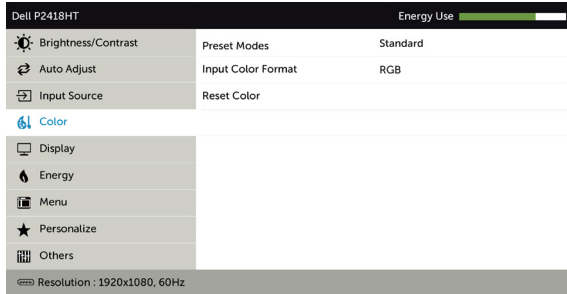 Dell P2418HT
Energy Use
Brightness/Contrast
Preset Modes Standard
Auto Adjust
Input Color Format RGB
Input Source
Reset Color
Color
Display
Energy
Menu
Personalize
Others
Resolution : 1920x1080, 60Hz